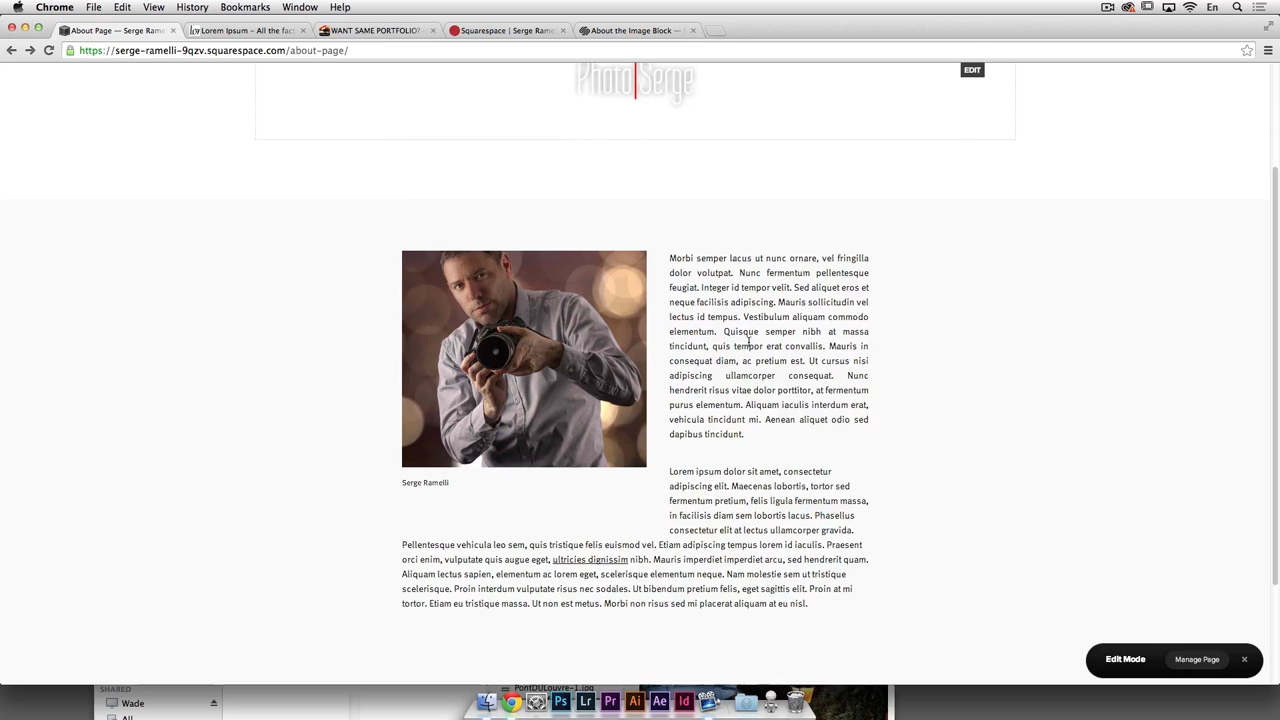 Chrome File Edit View History Bookmarks Window Help En
About Page — Serge Rame
Lorem Ipsum - All the fac
WANT SAME PORTFOLIO?
Squarespace | Serge Ram
About the Image Block —
https://serge-ramelli-9qzv.squarespace.com/about-page/
Photo Serge
EDIT
Morbi semper lacus ut nunc ornare, vel fringilla
dolor volutpat. Nunc fermentum pellentesque
feugiat. Integer id tempor velit. Sed aliquet eros et
neque facilisis adipiscing. Mauris sollicitudin vel
lectus id tempus. Vestibulum aliquam commodo
elementum. Quisque semper nibh at massa
tincidunt, quis tempor erat convallis. Mauris in
consequat diam, ac pretium est. Ut cursus nisi
adipiscing ullamcorper consequat. Nunc
hendrerit risus vitae dolor porttitor, at fermentum
purus elementum. Aliquam iaculis interdum erat,
vehicula tincidunt mi. Aenean aliquet odio sed
dapibus tincidunt.
Serge Ramelli
Lorem ipsum dolor sit amet, consectetur
adipiscing elit. Maecenas lobortis, tortor sed
fermentum pretium, felis ligula fermentum massa,
in facilisis diam sem lobortis lacus. Phasellus
consectetur elit at lectus ullamcorper gravida.
Pellentesque vehicula leo sem, quis tristique felis euismod vel. Etiam adipiscing tempus lorem id iaculis. Praesent
orci enim, vulputate quis augue eget, ultricies dignissim nibh. Mauris imperdiet imperdiet arcu, sed hendrerit quam.
Aliquam lectus sapien, elementum ac lorem eget, scelerisque elementum neque. Nam molestie sem ut tristique
scelerisque. Proin interdum vulputate risus nec sodales. Ut bibendum pretium felis, eget sagittis elit. Proin at mi
tortor. Etiam eu tristique massa. Ut non est metus. Morbi non risus sed mi placerat aliquam at eu nisl.
Edit Mode Manage Page
SHARED
Wade
All
PontDULouvre-1.jpg
Ps Lr Pr Ai Ae Id